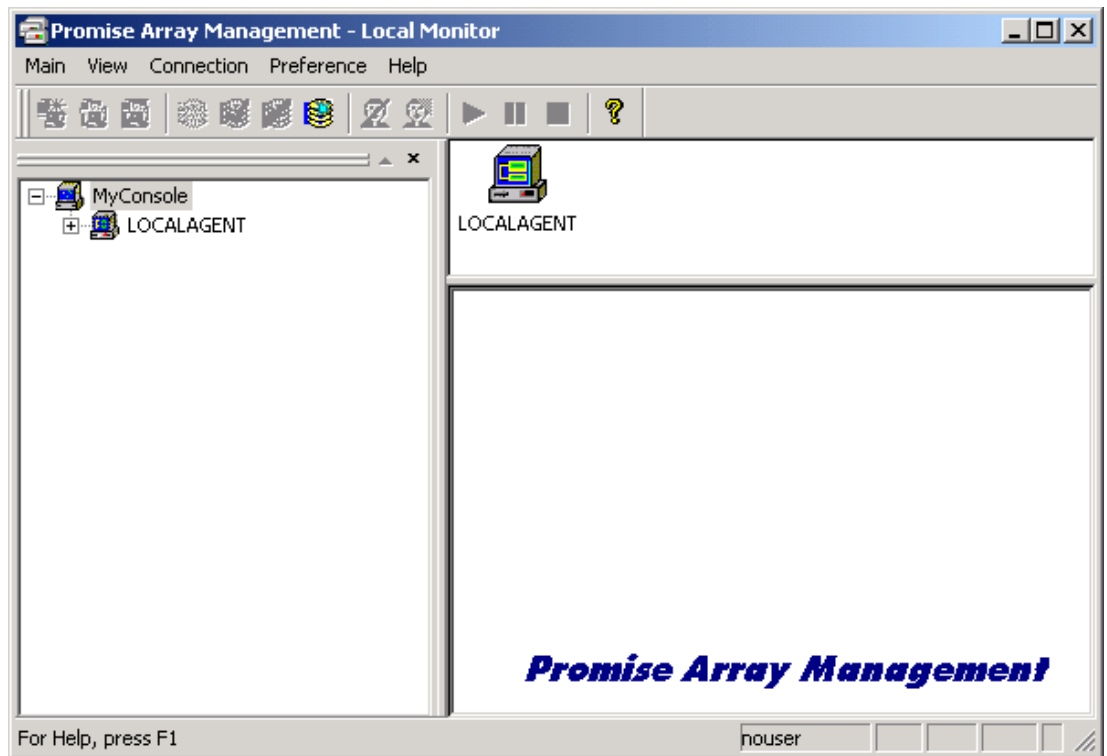 Promise Array Management - Local Monitor
Main View Connection Preference Help
MyConsole
LOCALAGENT
LOCALAGENT
Promise Array Management
For Help, press F1
nouser